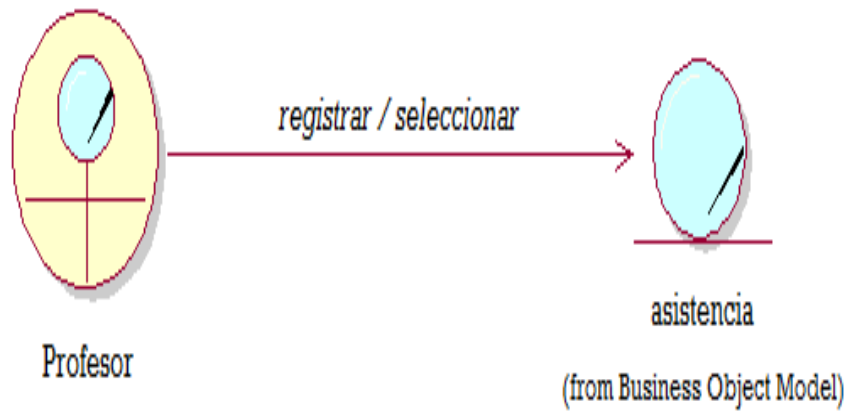 registrar / seleccionar
Profesor
asistencia
(from Business Object Model)